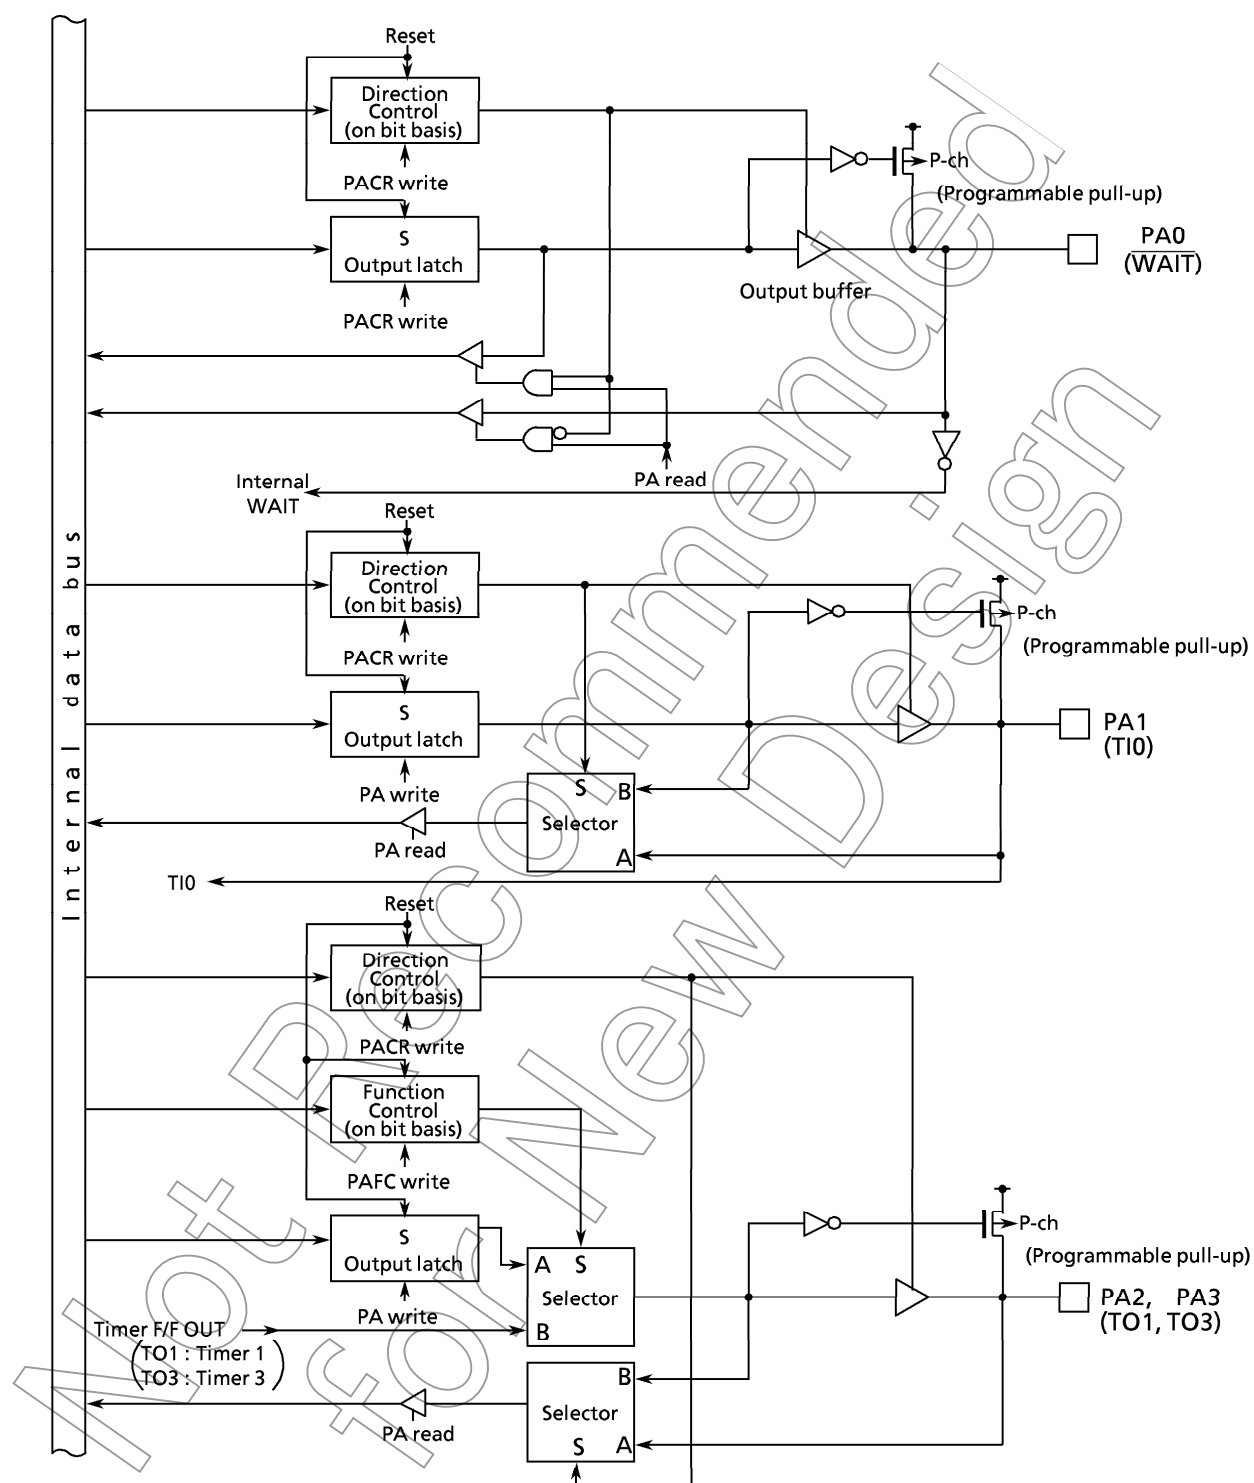 Reset
Direction
Control
(on bit basis)
P-ch
PACR write
(Programmable pull-up)
S
Output latch
PA0
(WAIT)
Output buffer
PACR write
PA read
Internal
WAIT
Reset
Direction
Control
(on bit basis)
P-ch
PACR write
(Programmable pull-up)
S
Output latch
PA1
(TI0)
PA write
S
B
Selector
A
PA read
TI0
Internal data bus
Reset
Direction
Control
(on bit basis)
PACR write
Function
Control
(on bit basis)
PAFC write
P-ch
(Programmable pull-up)
S
Output latch
A S
Selector
B
PA2, PA3
(TO1, TO3)
PA write
Timer F/F OUT
(TO1 : Timer 1
TO3 : Timer 3)
B
Selector
S A
PA read
Not Recommended
for New Design